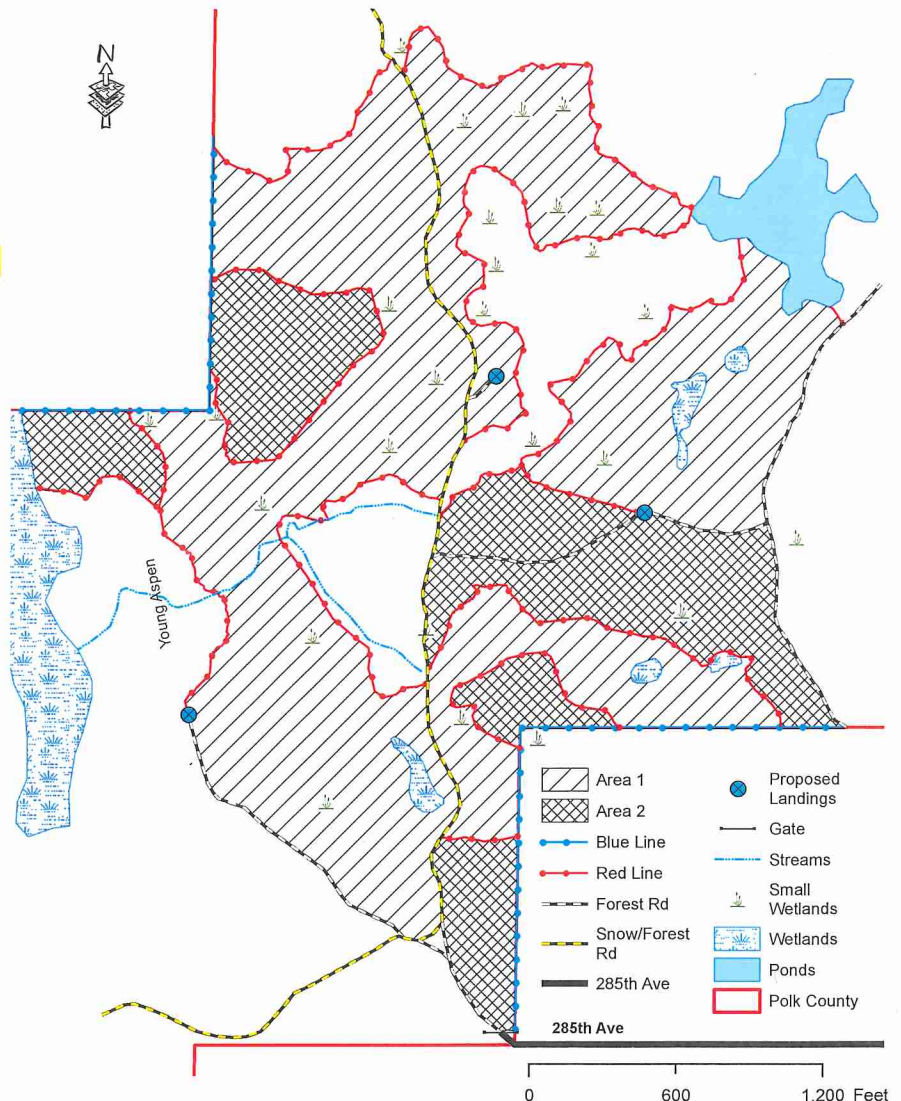 N
Young Aspen
Area 1
Area 2
Blue Line
Red Line
Forest Rd
Snow/Forest
Rd
285th Ave
Proposed
Landings
Gate
Streams
Small
Wetlands
Wetlands
Ponds
Polk County
285th Ave
0 600 1,200 Feet